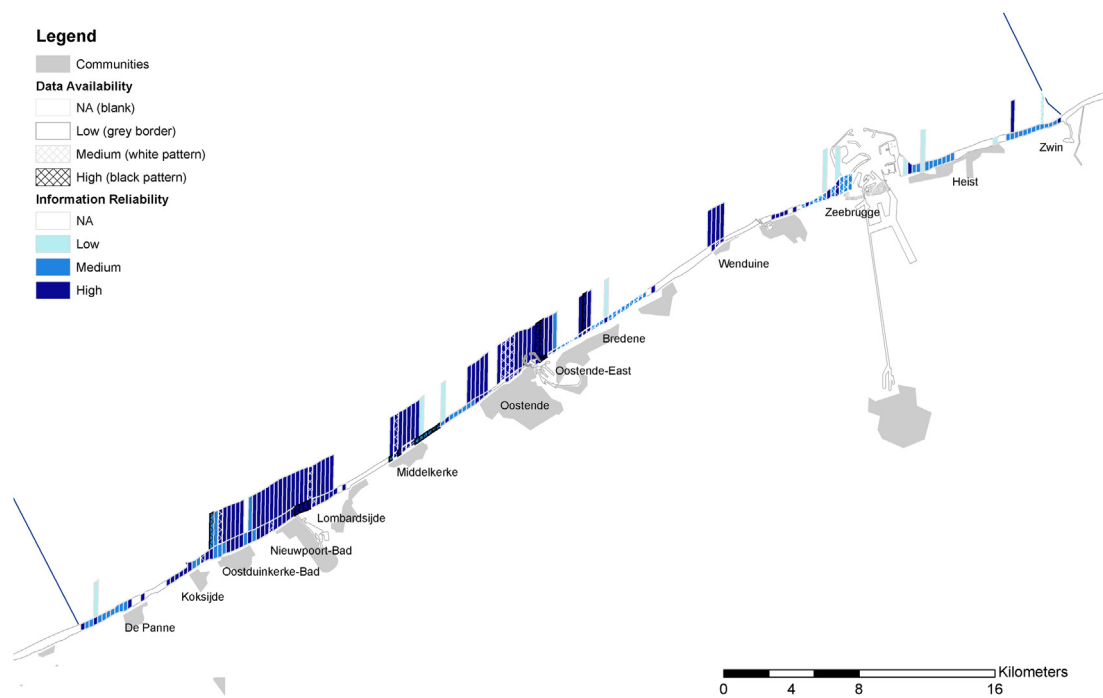 Legend
Communities
Data Availability
NA (blank)
Low (grey border)
Medium (white pattern)
High (black pattern)
Information Reliability
NA
Low
Medium
High
Zwin
Heist
Zeebrugge
Wenduine
Bredene
Oostende-East
Oostende
Middelkerke
Lombardsijde
Nieuwpoort-Bad
Oostduinkerke-Bad
Koksijde
De Panne
Kilometers
0 4 8 16